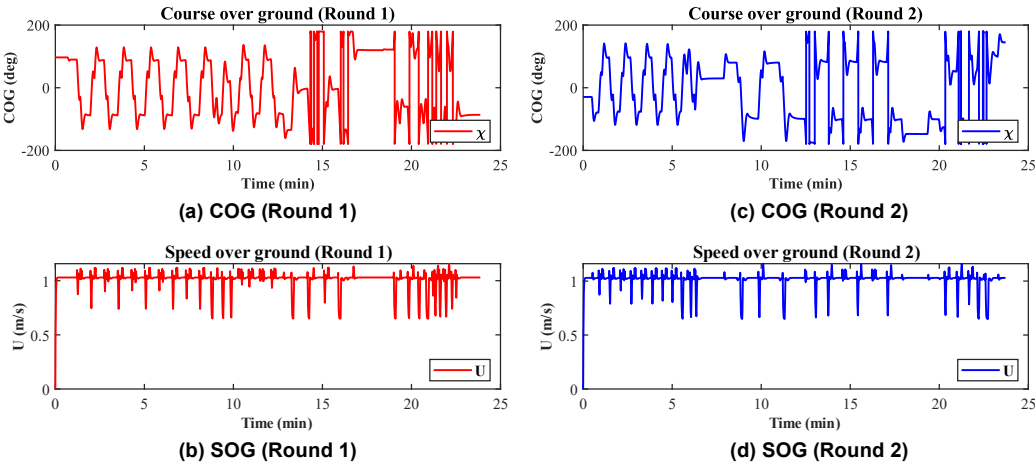 Course over ground (Round 1)
200
0
-200
COG (deg)
χ
0 5 10 15 20 25
Time (min)
(a) COG (Round 1)
Course over ground (Round 2)
200
0
-200
COG (deg)
χ
0 5 10 15 20 25
Time (min)
(c) COG (Round 2)
Speed over ground (Round 1)
1
0.5
0
U (m/s)
U
0 5 10 15 20 25
Time (min)
(b) SOG (Round 1)
Speed over ground (Round 2)
1
0.5
0
U (m/s)
U
0 5 10 15 20 25
Time (min)
(d) SOG (Round 2)